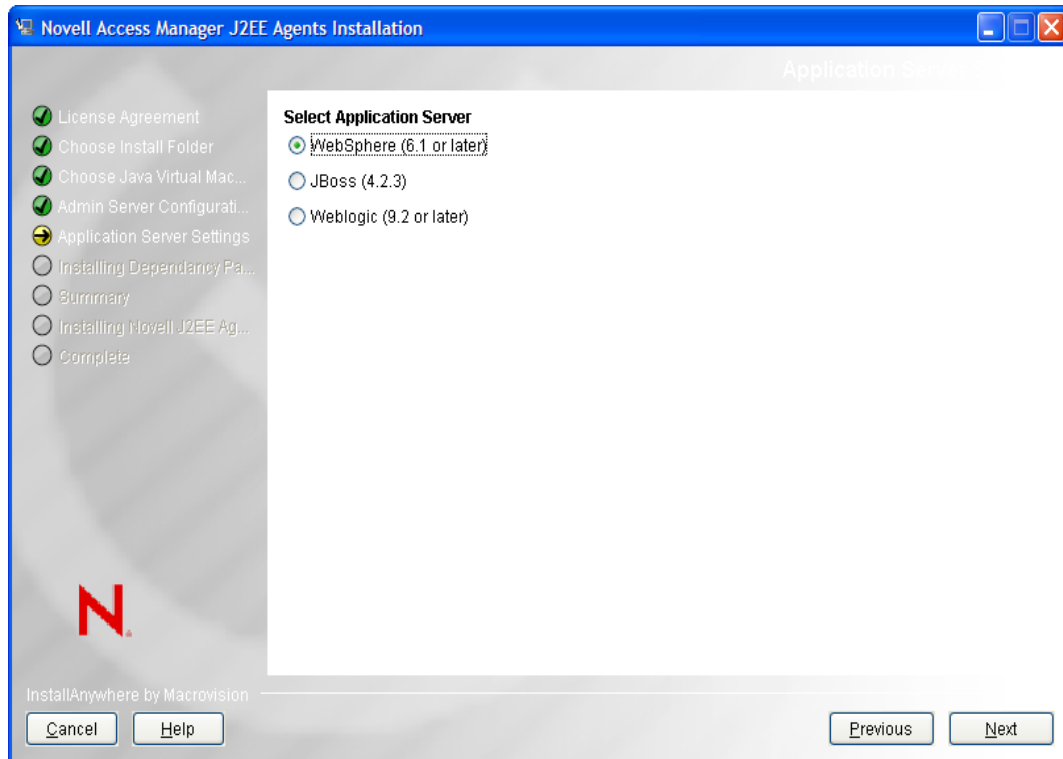 Novell Access Manager J2EE Agents Installation
Application Server
License Agreement
Choose Install Folder
Choose Java Virtual Mac...
Admin Server Configurati...
Application Server Settings
Installing Dependancy Pa...
Summary
Installing Novell J2EE Ag...
Complete
Select Application Server
WebSphere (6.1 or later)
JBoss (4.2.3)
Weblogic (9.2 or later)
N
InstallAnywhere by Macrovision
Cancel
Help
Previous
Next